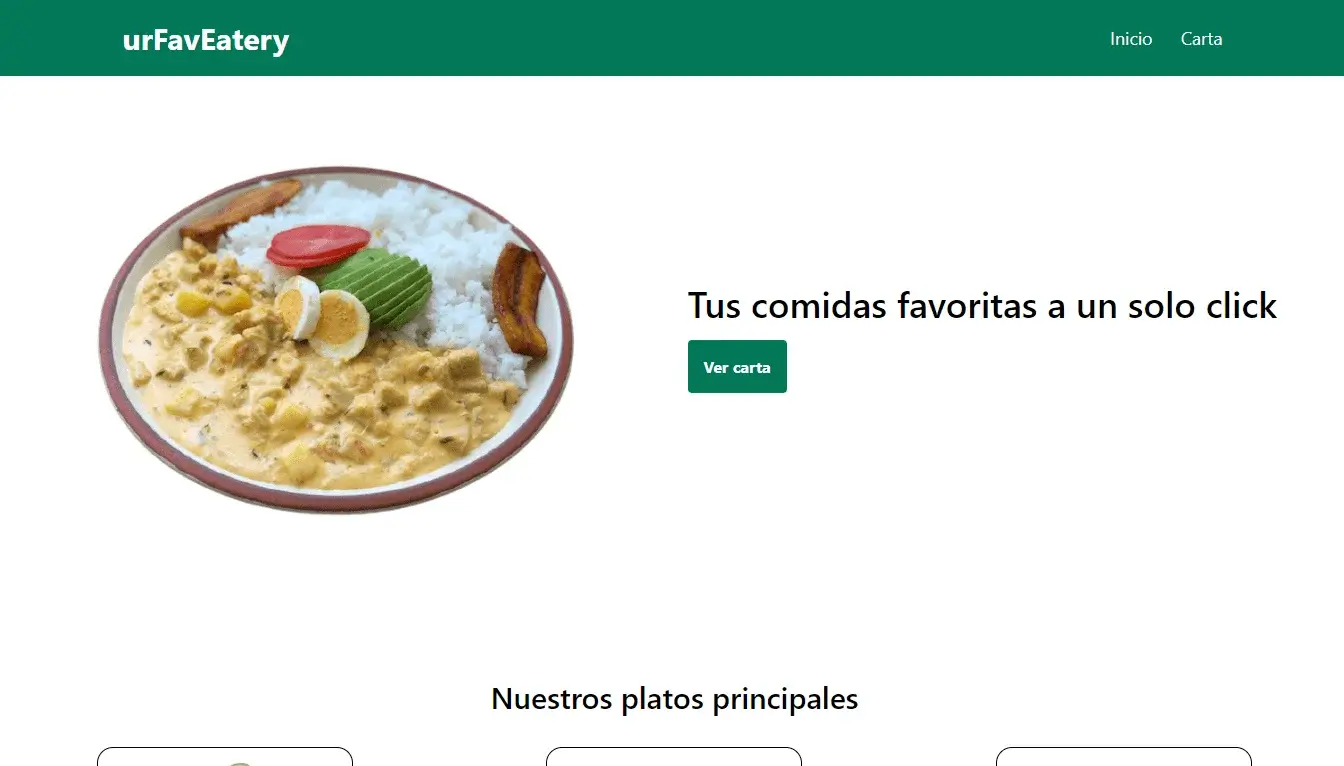 urFavEatery
Inicio
Carta
Tus comidas favoritas a un solo click
Ver carta
Nuestros platos principales